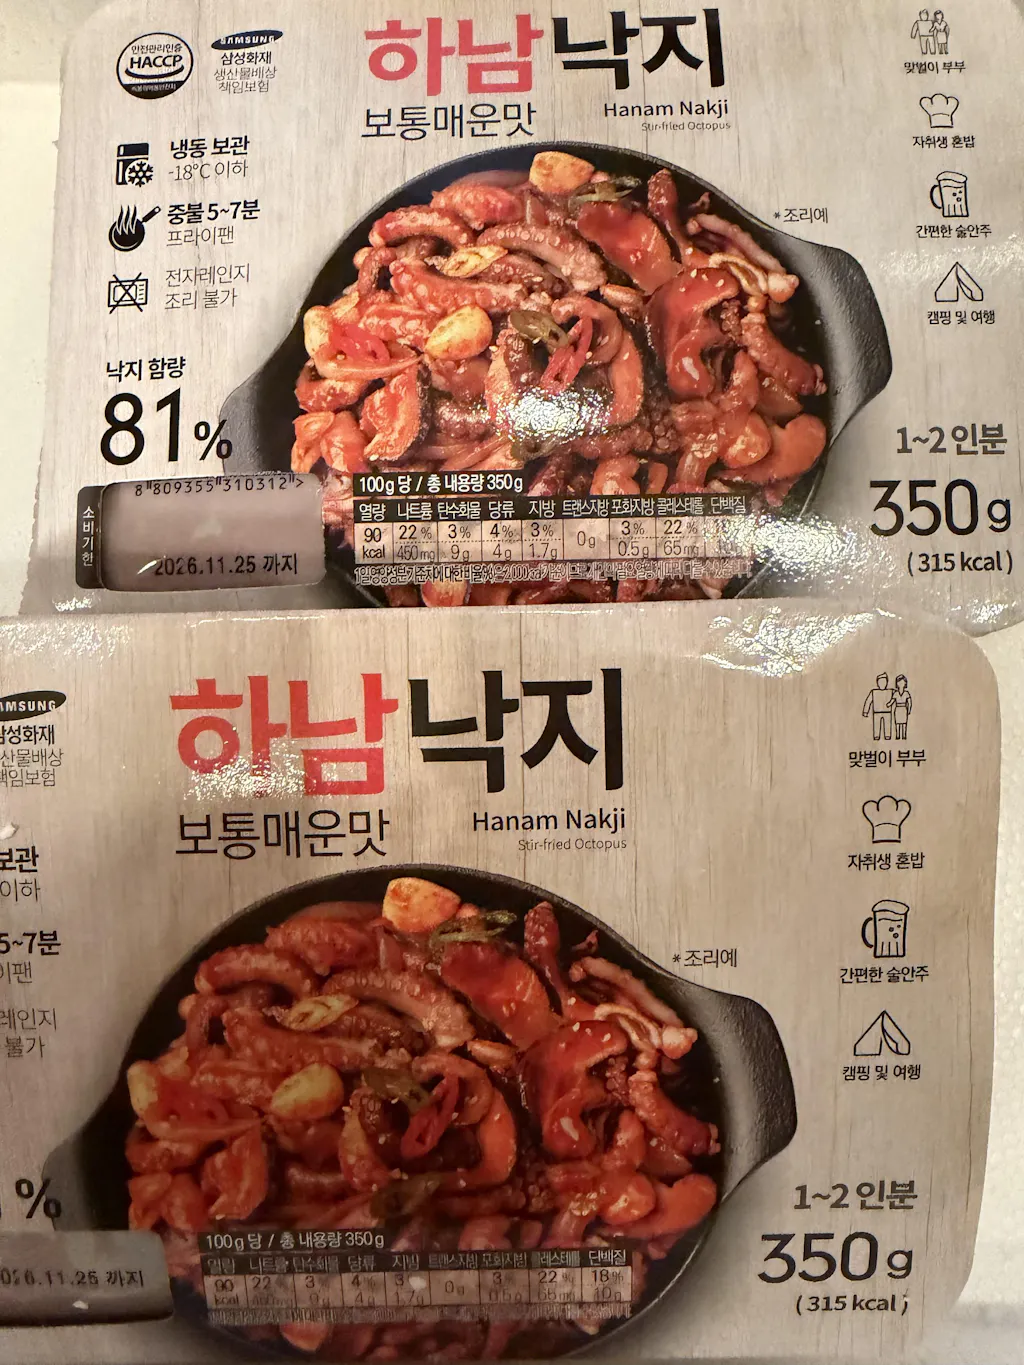 안전관리인증
HACCP
SAMSUNG
삼성화재
생산물배상
책임보험
하남낙지
보통매운맛
Hanam Nakji
Stir-fried Octopus
맞벌이 부부
자취생 혼밥
간편한 술안주
캠핑 및 여행
냉동 보관
-18℃ 이하
중불 5~7분
프라이팬
전자레인지
조리 불가
*조리예
낙지 함량
81%
8 809355 310312 >
소비기한
2026.11.25 까지
100g당 / 총 내용량 350g
열량 나트륨 탄수화물 당류 지방 트랜스지방 포화지방 콜레스테롤 단백질
90 22% 3% 4% 3% 0g 3% 22%
kcal 450mg 9g 4g 1.7g 0.5g 65mg
1~2인분
350g
(315 kcal)
AMSUNG
삼성화재
산물배상
책임보험
하남낙지
보통매운맛
Hanam Nakji
Stir-fried Octopus
맞벌이 부부
자취생 혼밥
간편한 술안주
캠핑 및 여행
보관
이하
5~7분
이팬
레인지
불가
*조리예
%
026.11.25 까지
100g당 / 총 내용량 350g
열량 나트륨 탄수화물 당류 지방 트랜스지방 포화지방 콜레스테롤 단백질
90 22% 3% 4% 3% 0g 3% 22% 18%
kcal 9g 4g 1.7g 0.5g 65mg 10g
1~2인분
350g
(315 kcal)